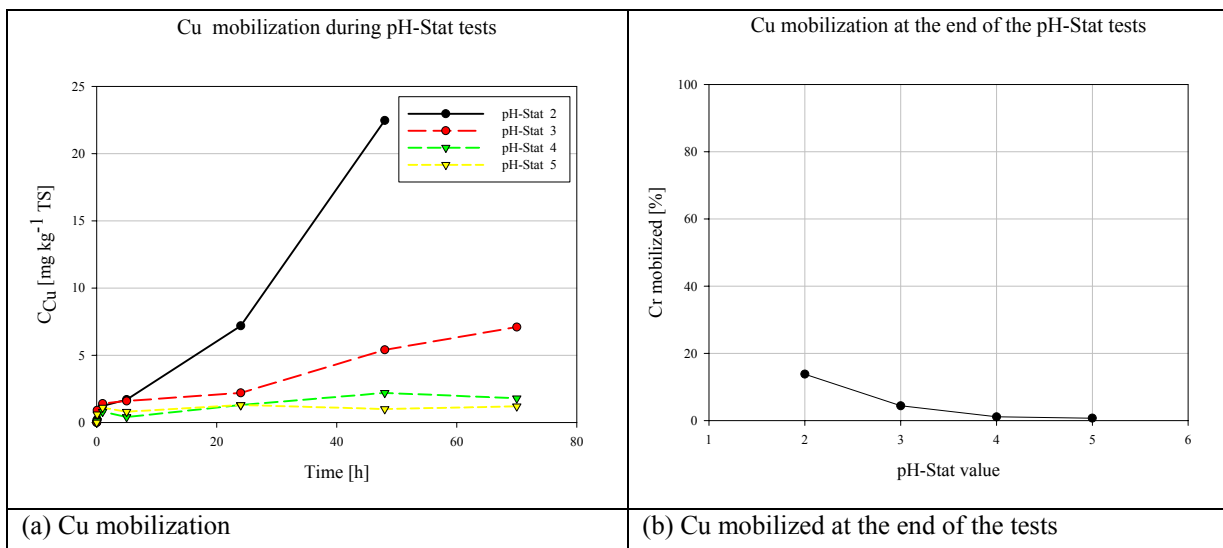 Cu mobilization during pH-Stat tests
25
20
15
10
5
0
0 20 40 60 80
C_Cu [mg kg^-1 TS]
Time [h]
pH-Stat 2
pH-Stat 3
pH-Stat 4
pH-Stat 5
(a) Cu mobilization
Cu mobilization at the end of the pH-Stat tests
100
80
60
40
20
0
1 2 3 4 5 6
Cr mobilized [%]
pH-Stat value
(b) Cu mobilized at the end of the tests